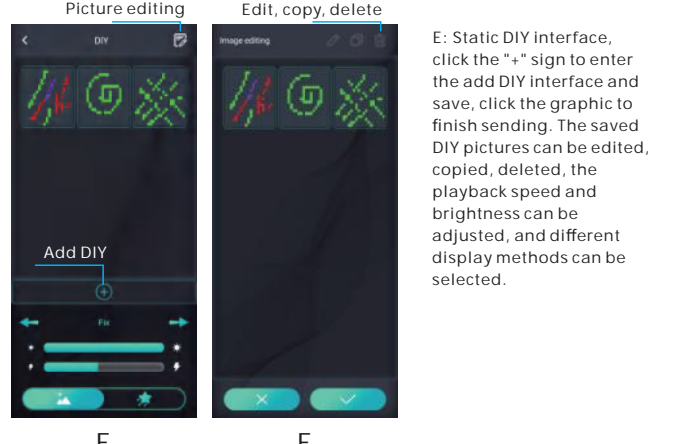 Picture editing
Edit, copy, delete
DIY
Image editing
Add DIY
Fix
E: Static DIY interface,
click the "+" sign to enter
the add DIY interface and
save, click the graphic to
finish sending. The saved
DIY pictures can be edited,
copied, deleted, the
playback speed and
brightness can be
adjusted, and different
display methods can be
selected.